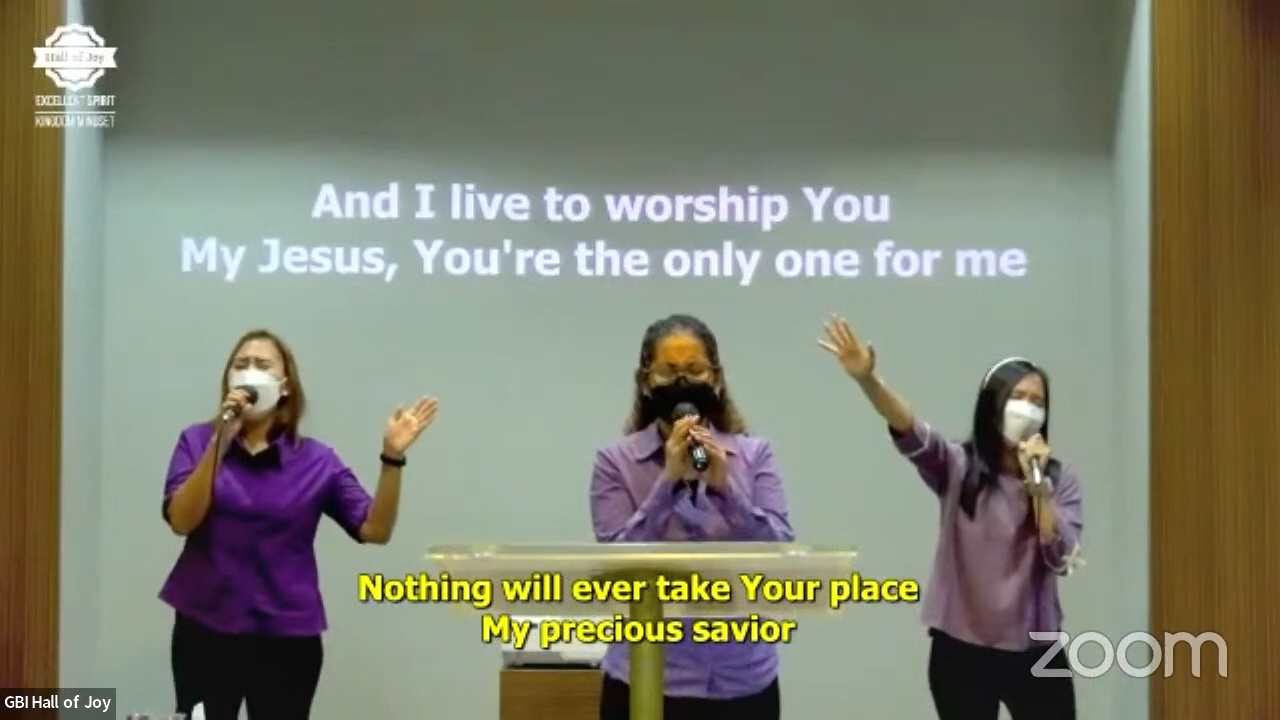 Hall of Joy
EXCELLENT SPIRIT
KINGDOM MINDSET
And I live to worship You
My Jesus, You're the only one for me
Nothing will ever take Your place
My precious savior
zoom
GBI Hall of Joy